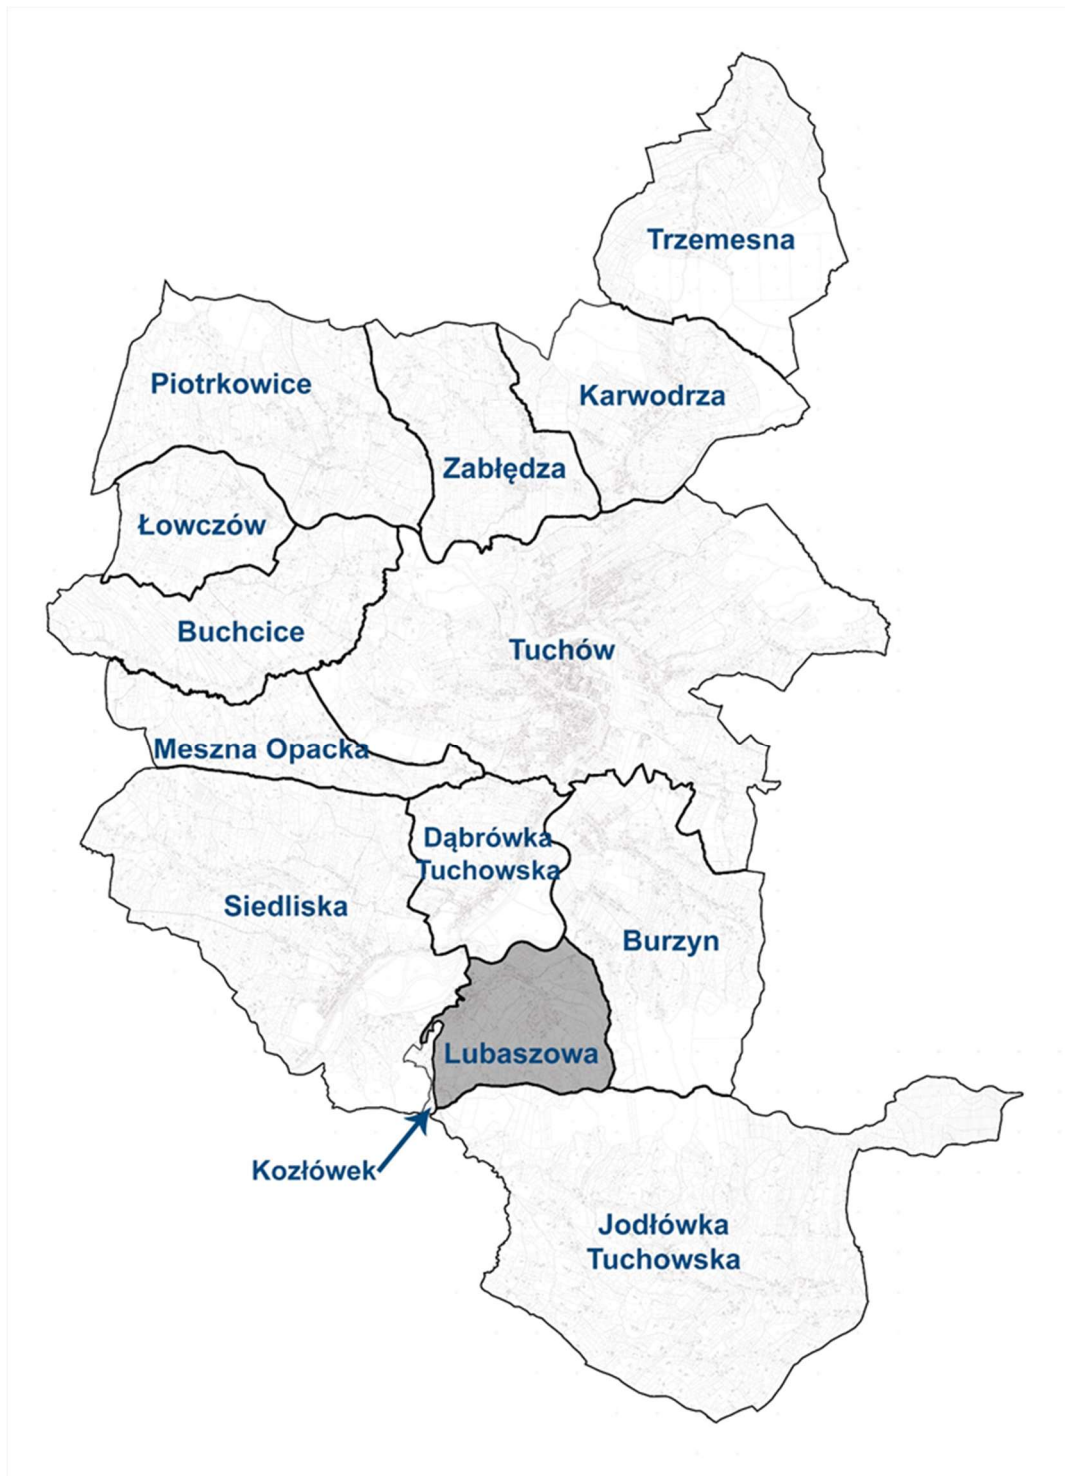 Trzemesna
Piotrkowice
Karwodrza
Zabłędza
Łowczów
Buchcice
Tuchów
Meszna Opacka
Dąbrówka
Tuchowska
Siedliska
Burzyn
Lubaszowa
Kozłówek
Jodłówka
Tuchowska